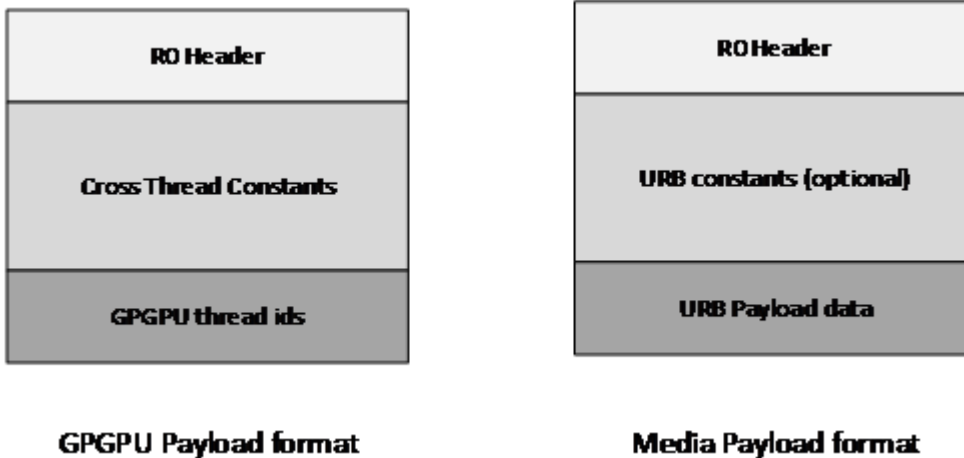 R0 Header
Cross Thread Constants
GPGPU thread ids
GPGPU Payload format
R0 Header
URB constants (optional)
URB Payload data
Media Payload format